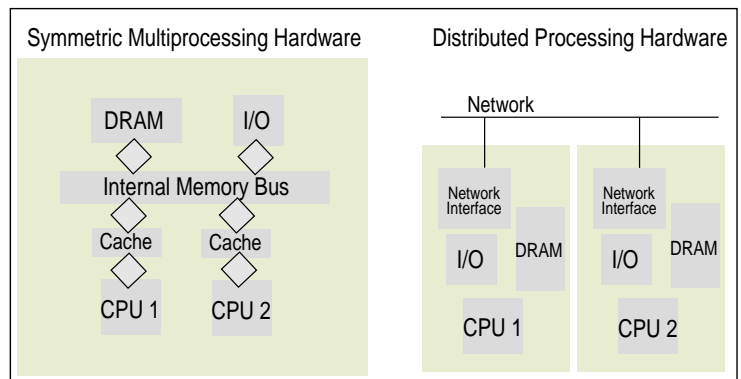 Symmetric Multiprocessing Hardware
Distributed Processing Hardware
DRAM
I/O
Internal Memory Bus
Cache
Cache
CPU 1
CPU 2
Network
Network
Interface
DRAM
I/O
CPU 1
Network
Interface
DRAM
I/O
CPU 2